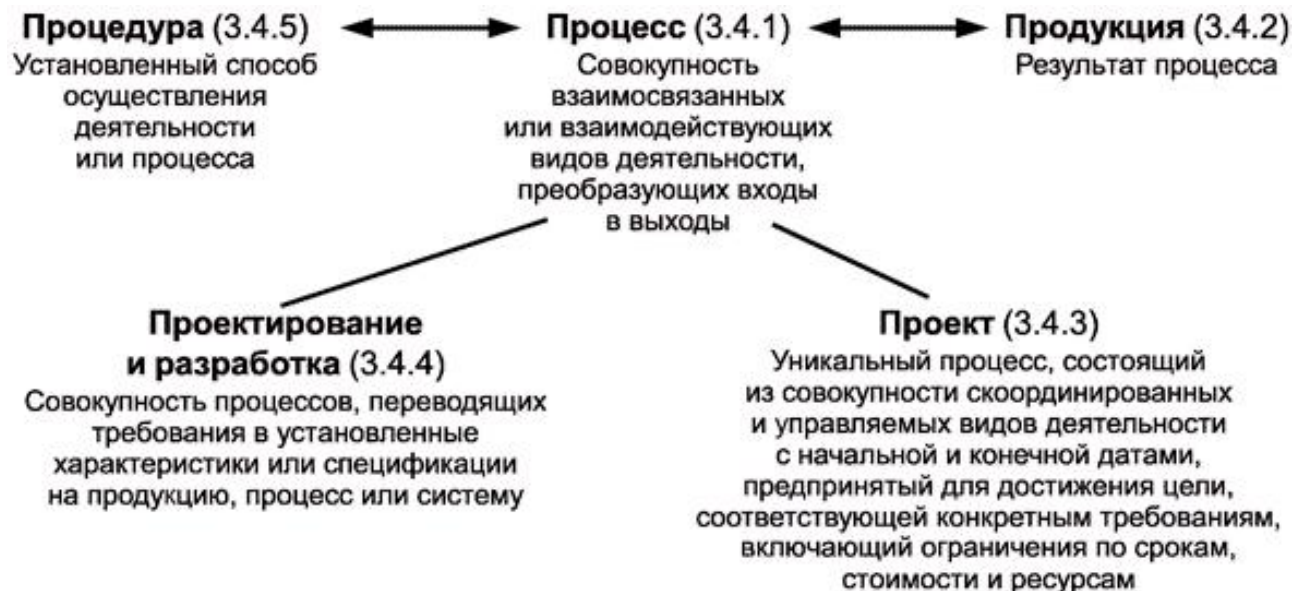 Процедура (3.4.5)
Установленный способ
осуществления
деятельности
или процесса
Процесс (3.4.1)
Совокупность
взаимосвязанных
или взаимодействующих
видов деятельности,
преобразующих входы
в выходы
Продукция (3.4.2)
Результат процесса
Проектирование
и разработка (3.4.4)
Совокупность процессов, переводящих
требования в установленные
характеристики или спецификации
на продукцию, процесс или систему
Проект (3.4.3)
Уникальный процесс, состоящий
из совокупности скоординированных
и управляемых видов деятельности
с начальной и конечной датами,
предпринятый для достижения цели,
соответствующей конкретным требованиям,
включающий ограничения по срокам,
стоимости и ресурсам